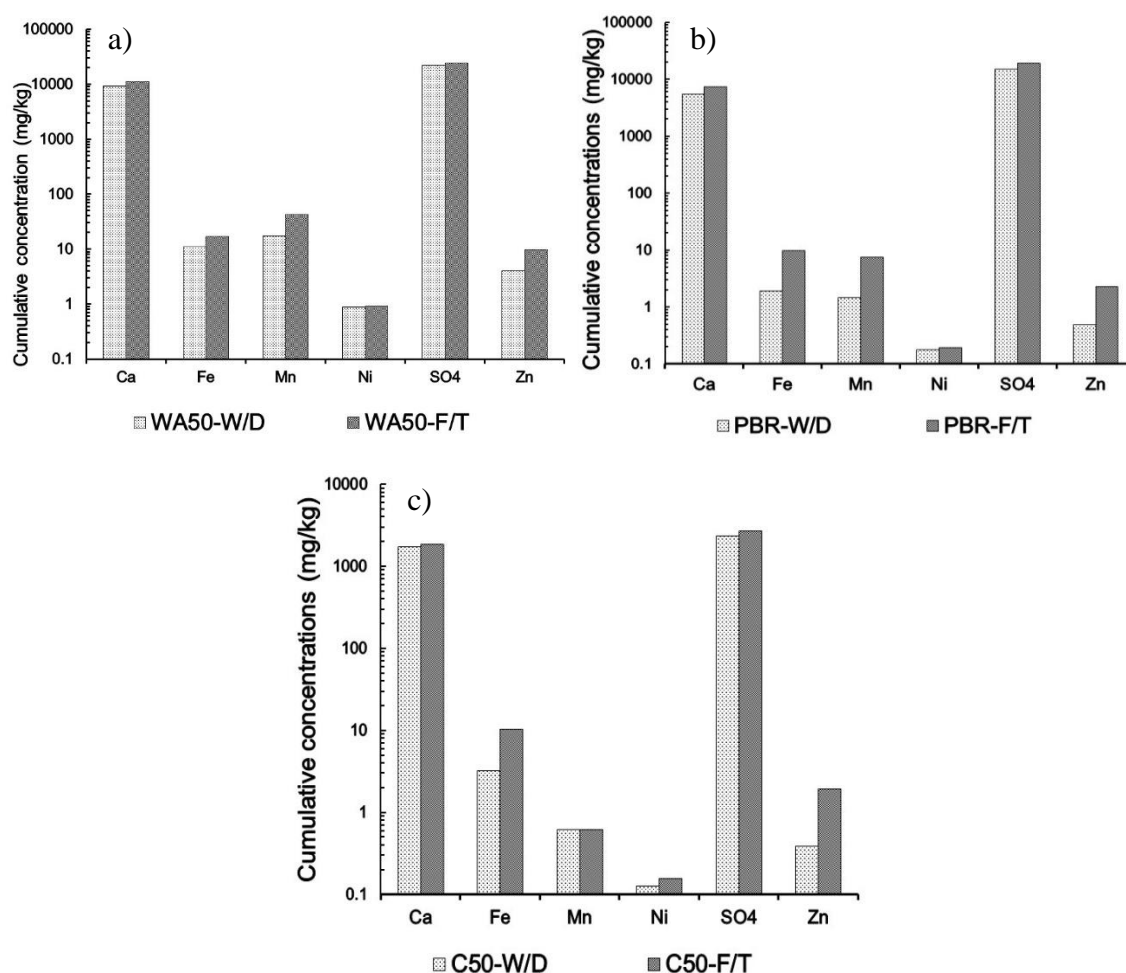 a)
Cumulative concentration (mg/kg)
100000
10000
1000
100
10
1
0.1
Ca Fe Mn Ni SO4 Zn
WA50-W/D WA50-F/T
b)
Cumulative concentrations (mg/kg)
100000
10000
1000
100
10
1
0.1
Ca Fe Mn Ni SO4 Zn
PBR-W/D PBR-F/T
c)
Cumulative concentrations (mg/kg)
10000
1000
100
10
1
0.1
Ca Fe Mn Ni SO4 Zn
C50-W/D C50-F/T